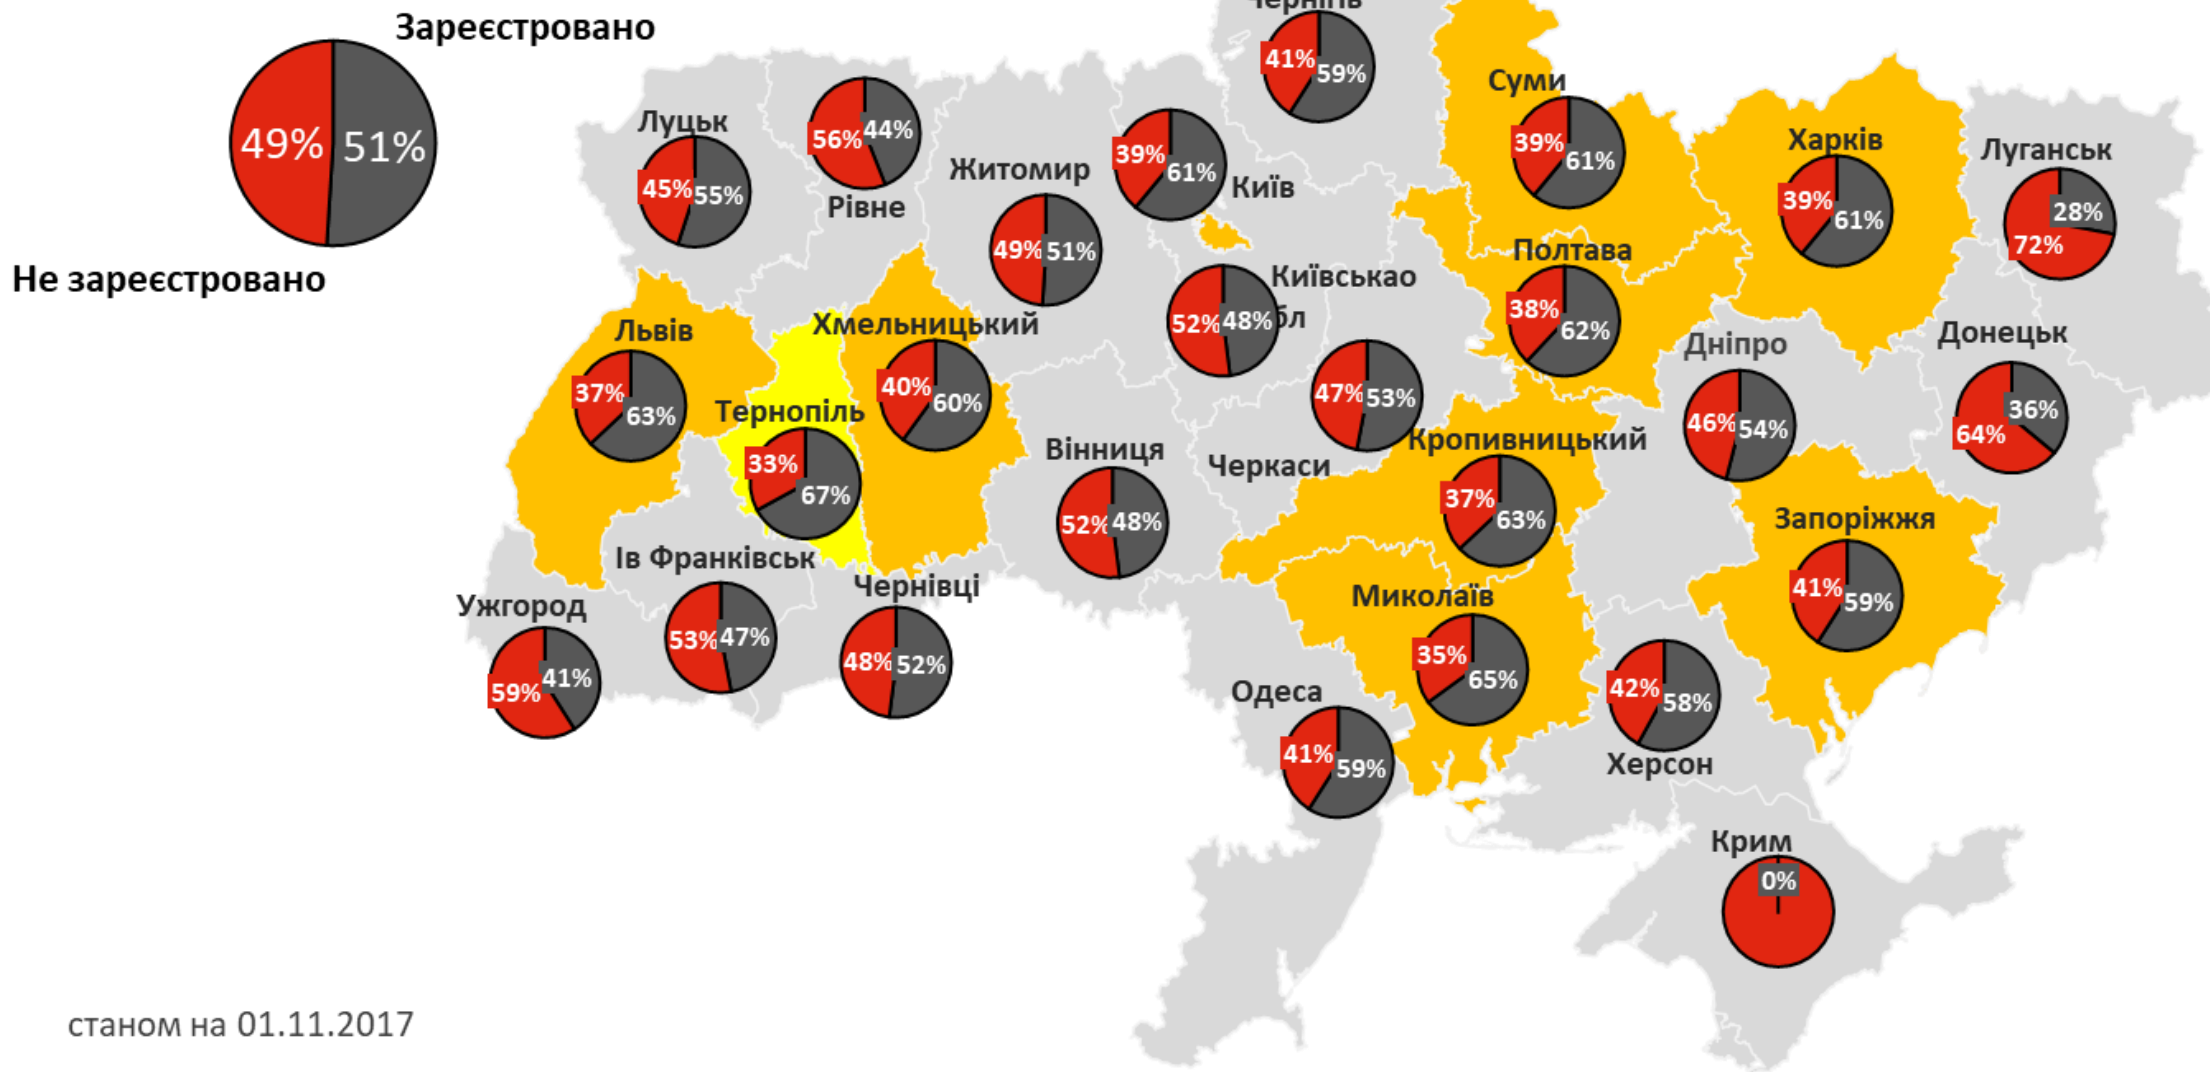 Зареєстровано
49%
51%
Не зареєстровано
Чернігів
41%
59%
Суми
39%
61%
Харків
39%
61%
Луганськ
28%
72%
Луцьк
45%
55%
56%
44%
Рівне
Житомир
49%
51%
39%
61%
Київ
Київськао
бл
52%
48%
Полтава
38%
62%
Дніпро
46%
54%
Донецьк
36%
64%
Львів
37%
63%
Хмельницький
40%
60%
Тернопіль
33%
67%
47%
53%
Черкаси
Вінниця
52%
48%
Кропивницький
37%
63%
Запоріжжя
41%
59%
Ів Франківськ
53%
47%
Чернівці
48%
52%
Ужгород
59%
41%
Миколаїв
35%
65%
Одеса
41%
59%
42%
58%
Херсон
Крим
0%
станом на 01.11.2017